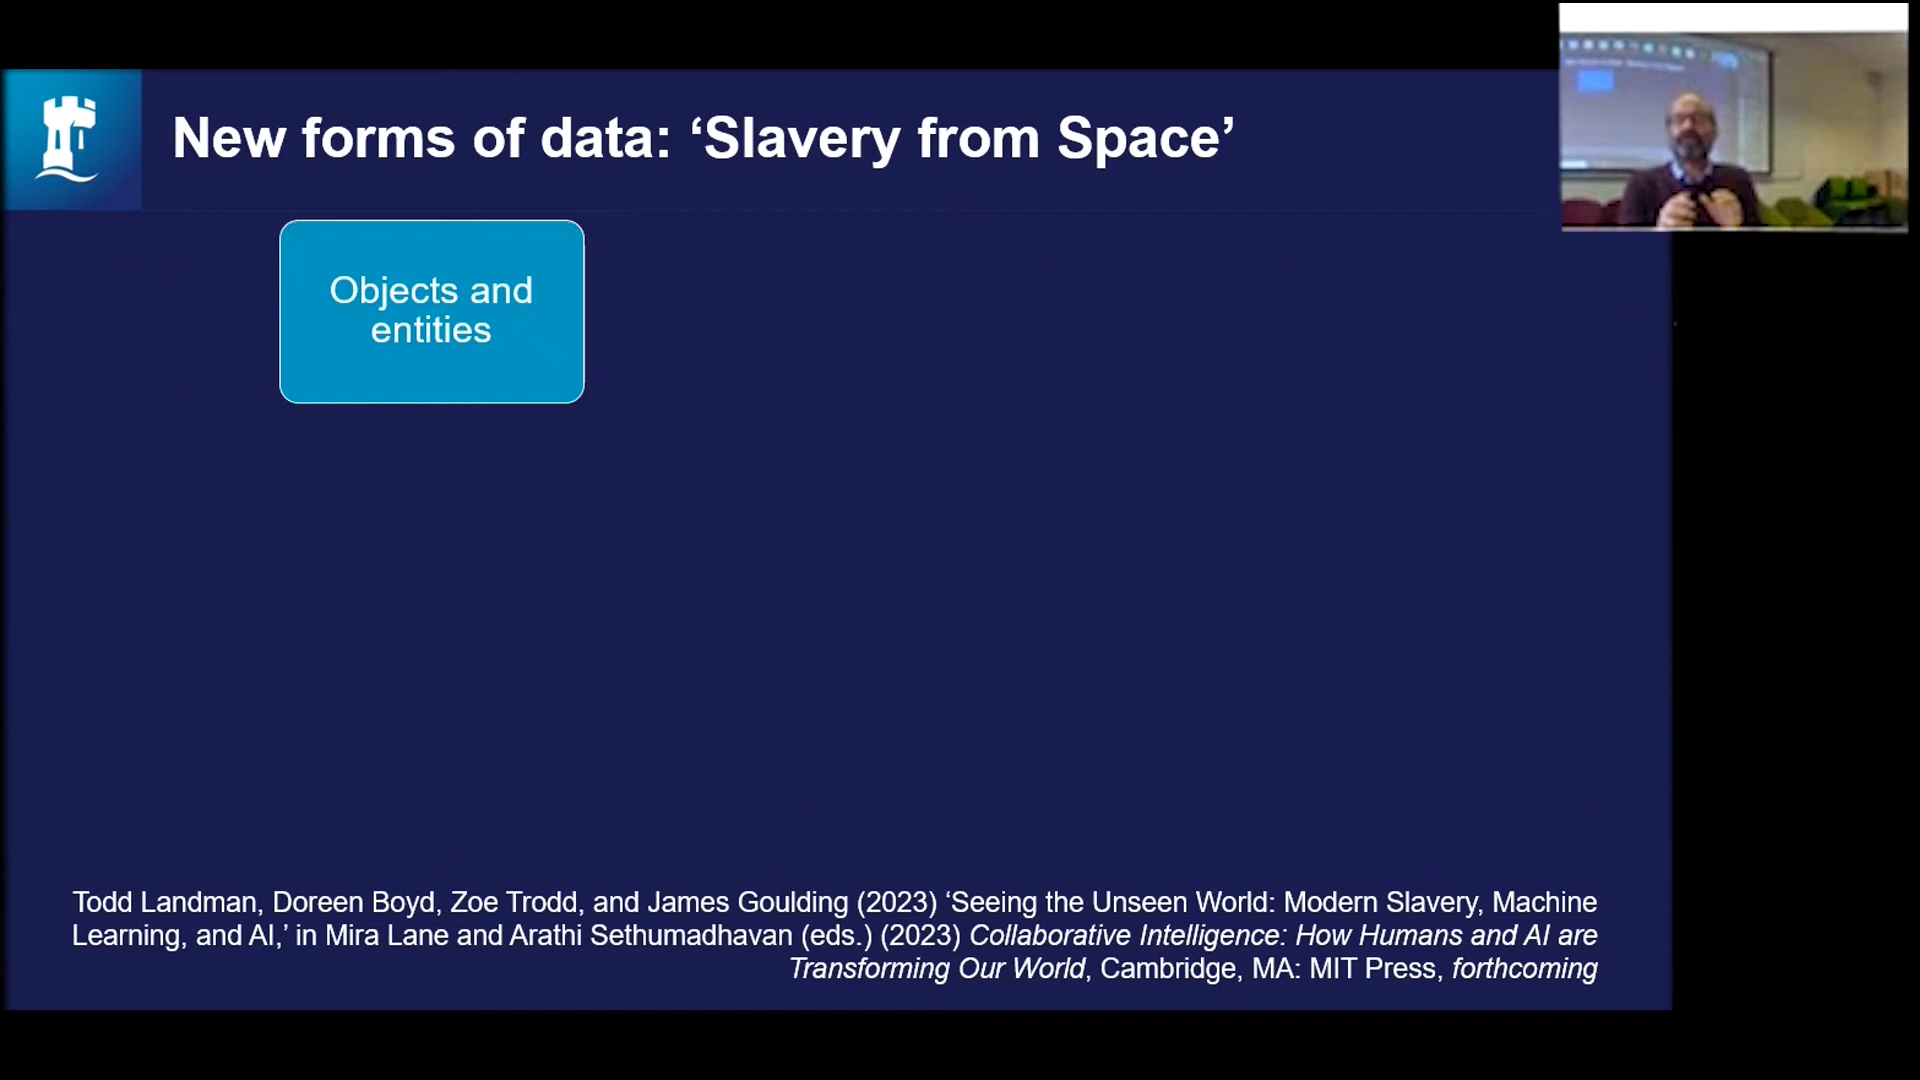 New forms of data: ‘Slavery from Space’
Objects and
entities
Todd Landman, Doreen Boyd, Zoe Trodd, and James Goulding (2023) ‘Seeing the Unseen World: Modern Slavery, Machine
Learning, and AI,’ in Mira Lane and Arathi Sethumadhavan (eds.) (2023) Collaborative Intelligence: How Humans and AI are
Transforming Our World, Cambridge, MA: MIT Press, forthcoming